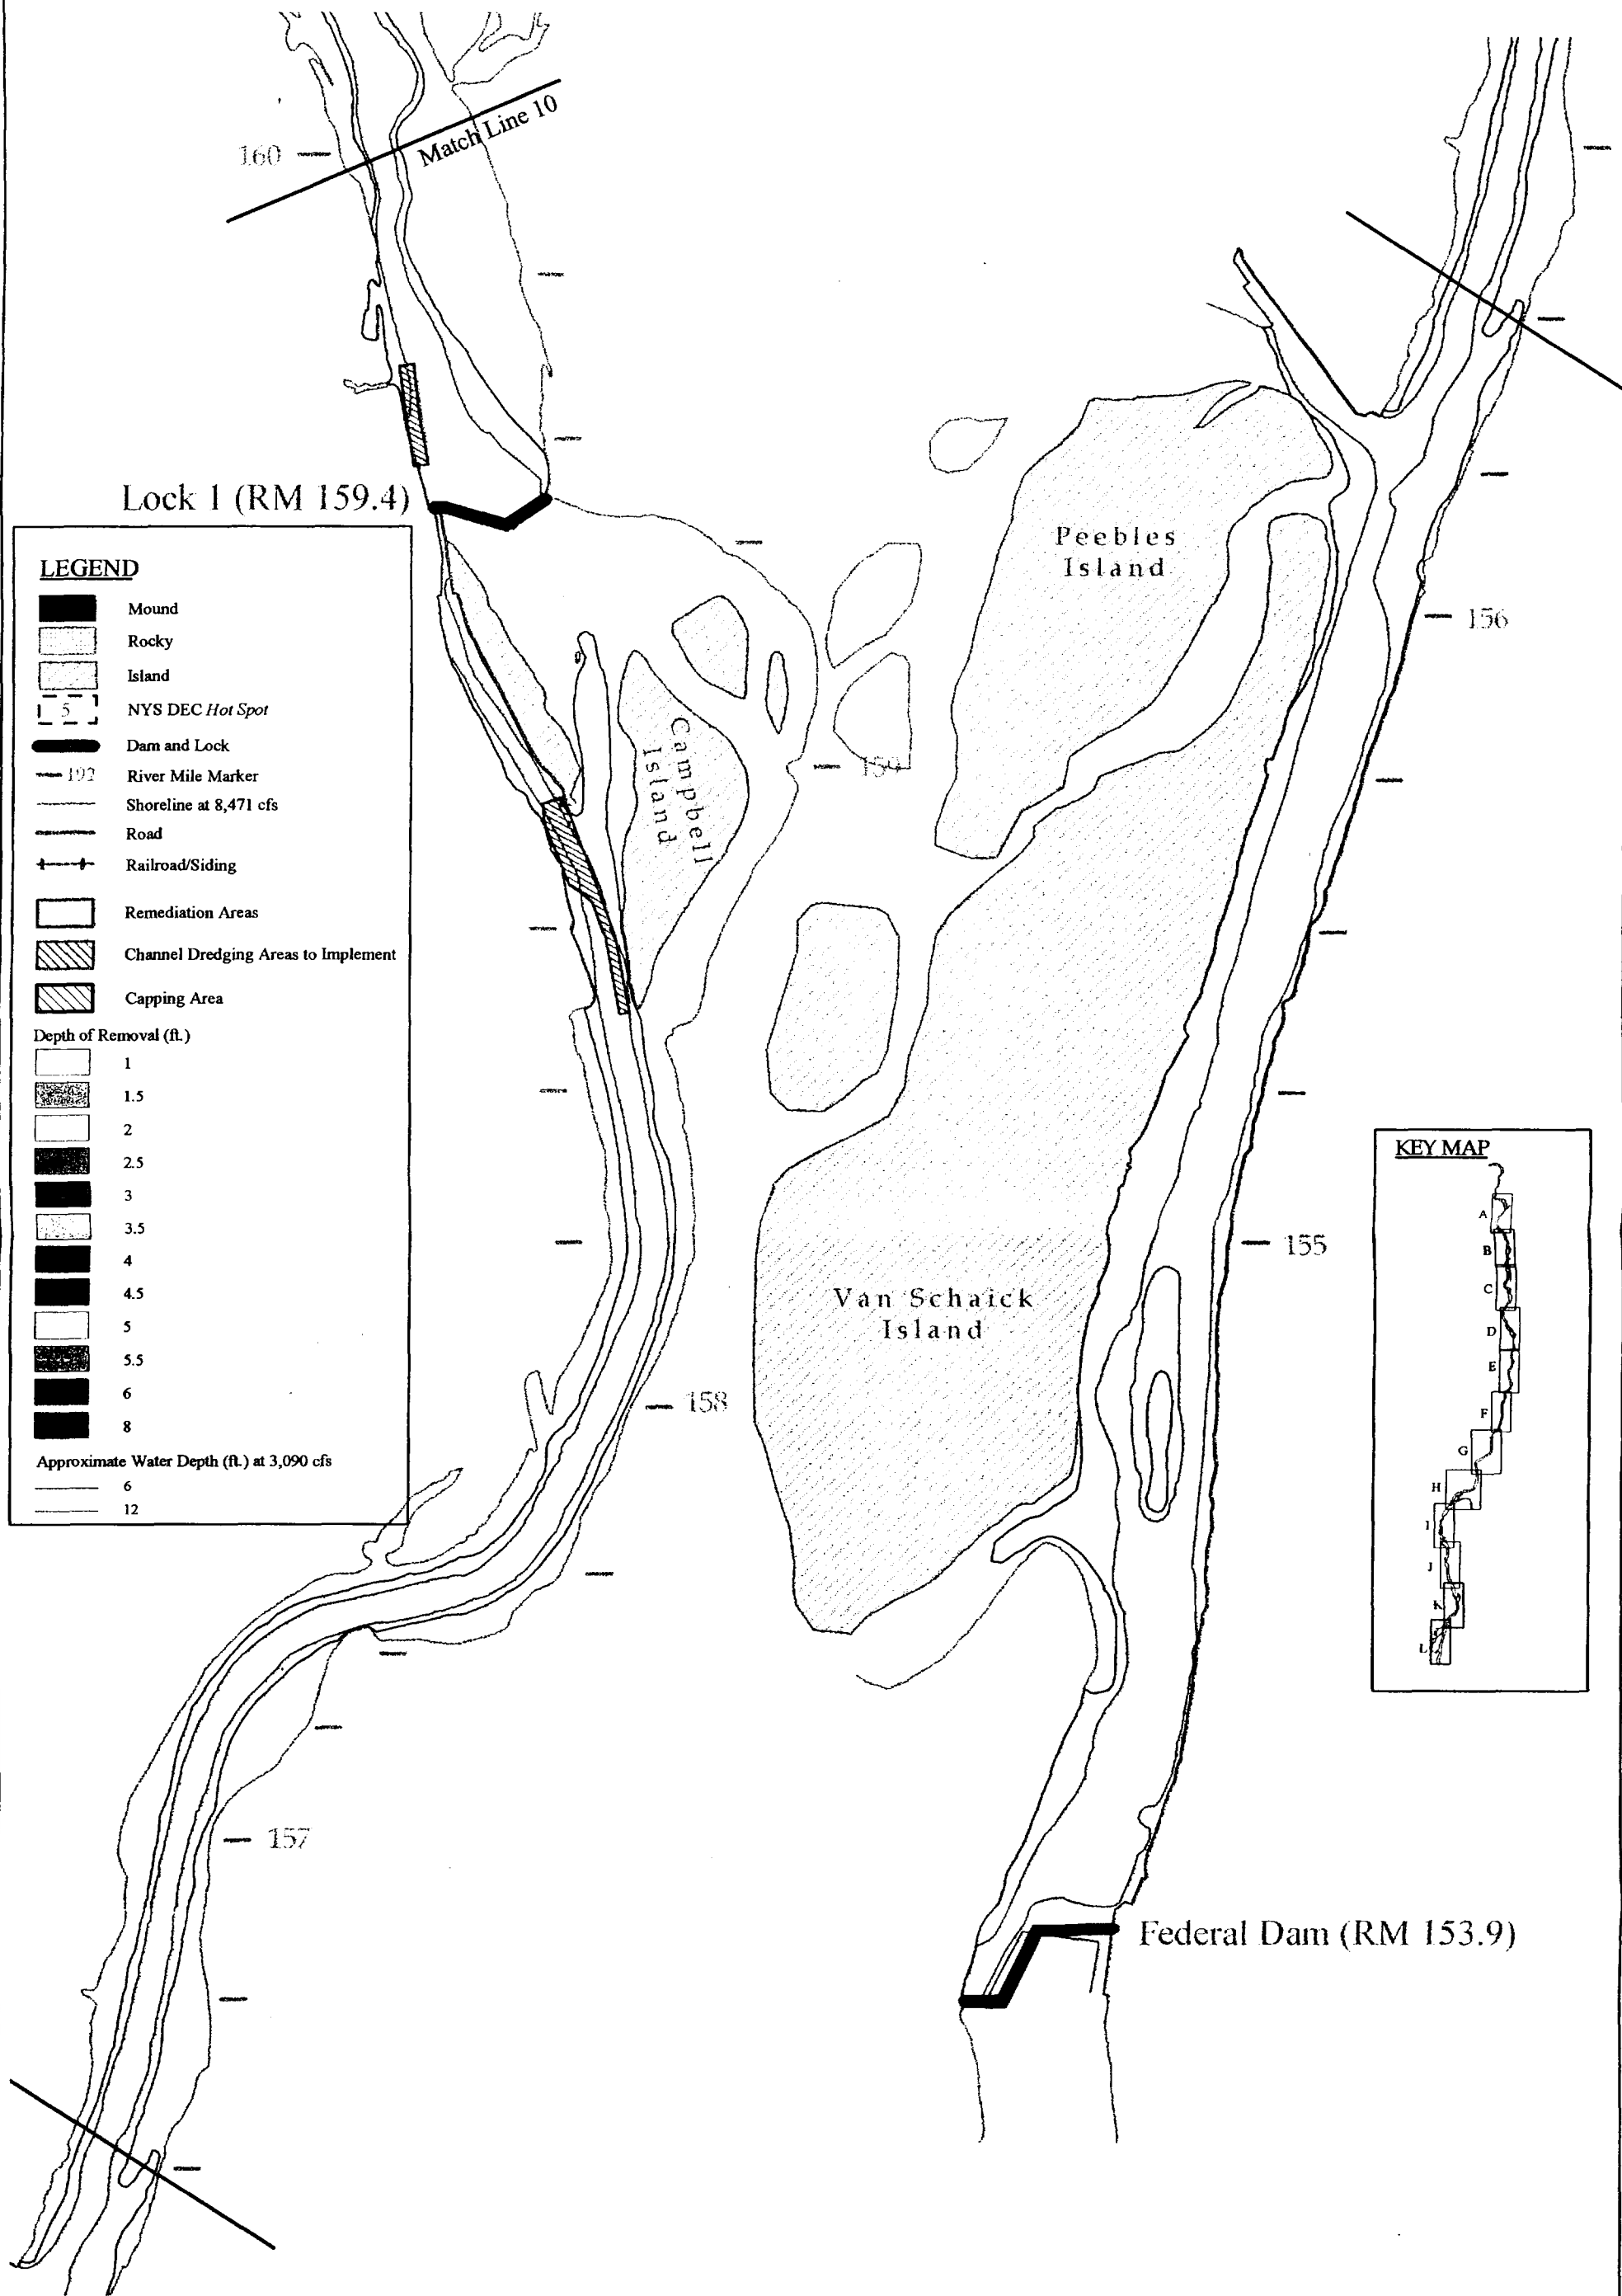 160
Match Line 10
Lock 1 (RM 159.4)
LEGEND
Mound
Rocky
Island
5 NYS DEC Hot Spot
Dam and Lock
192 River Mile Marker
Shoreline at 8,471 cfs
Road
Railroad/Siding
Remediation Areas
Channel Dredging Areas to Implement
Capping Area
Depth of Removal (ft.)
1
1.5
2
2.5
3
3.5
4
4.5
5
5.5
6
8
Approximate Water Depth (ft.) at 3,090 cfs
6
12
Peebles
Island
156
Campbell
Island
159
155
Van Schaick
Island
158
157
Federal Dam (RM 153.9)
KEY MAP
A
B
C
D
E
F
G
H
I
J
K
L